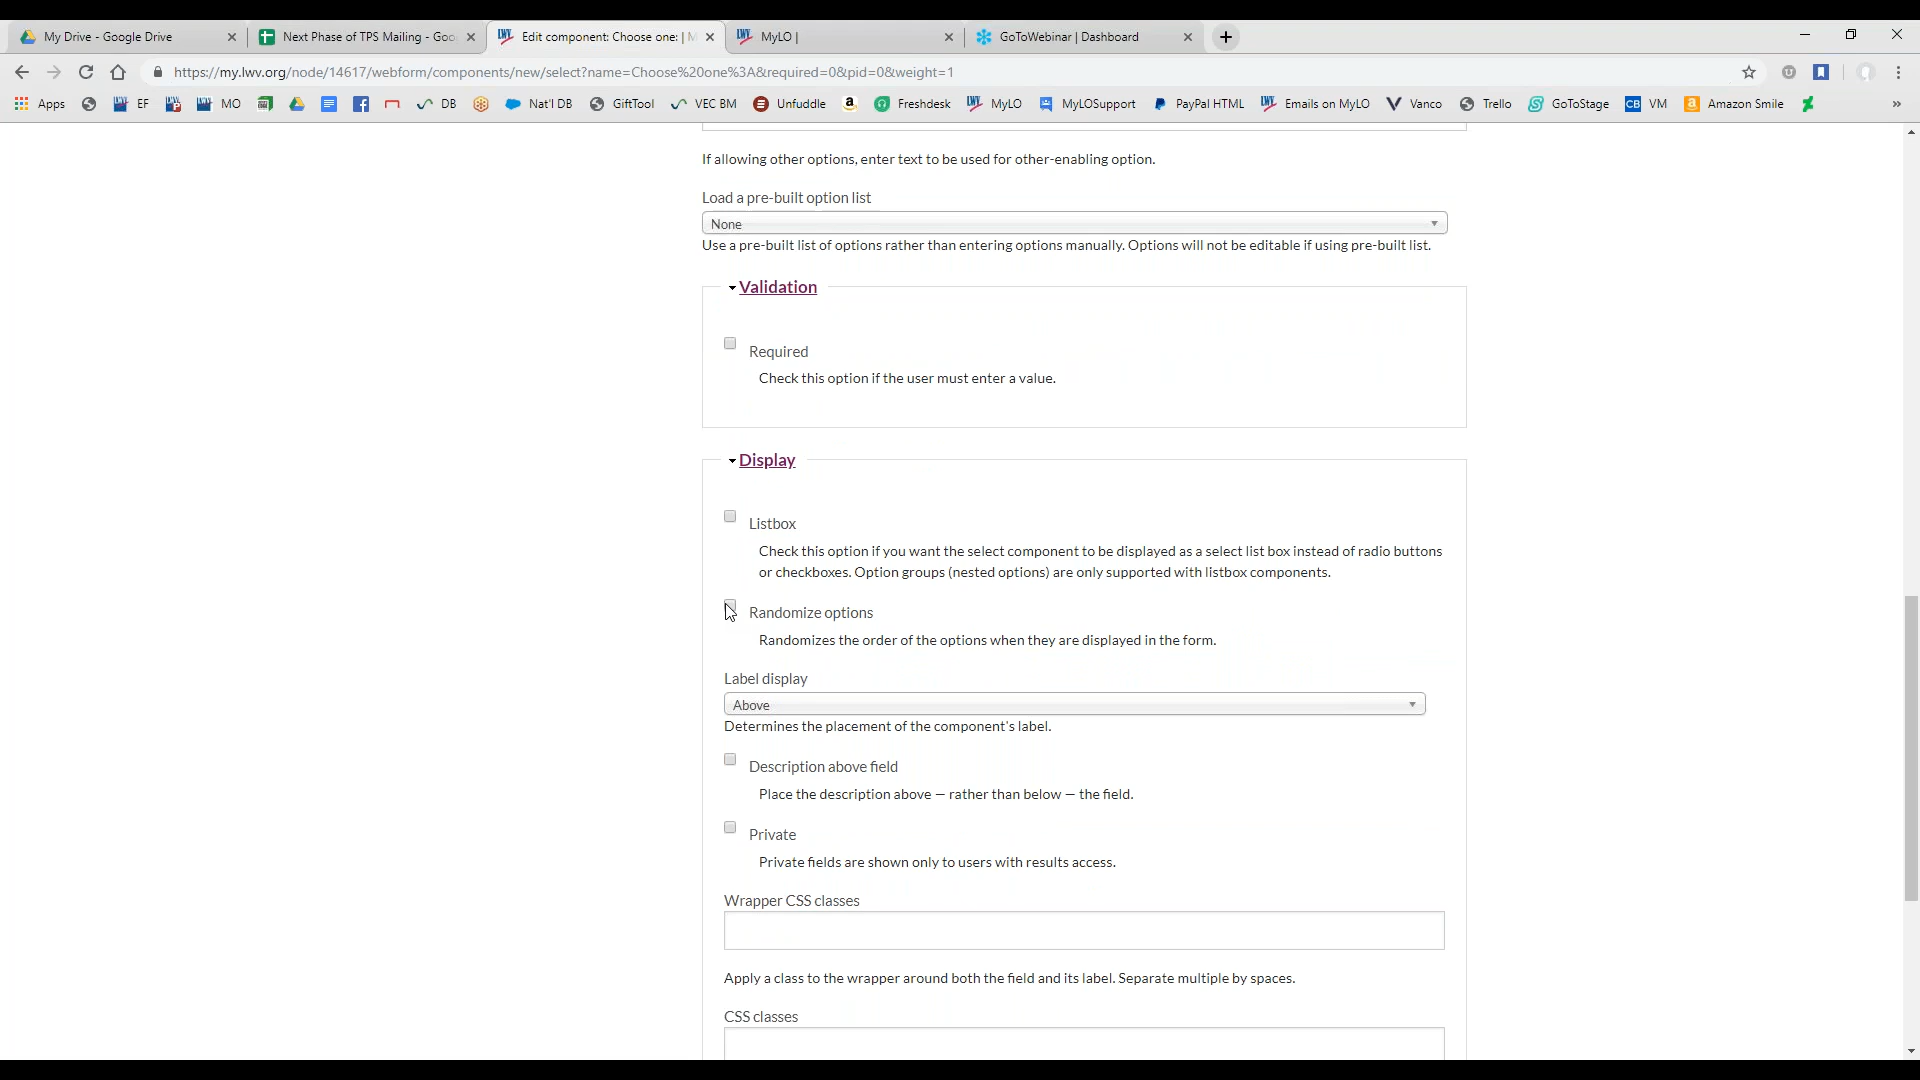 My Drive - Google Drive
Next Phase of TPS Mailing - Goo
Edit component: Choose one: | M
MyLO |
GoToWebinar | Dashboard
https://my.lwv.org/node/14617/webform/components/new/select?name=Choose%20one%3A&required=0&pid=0&weight=1
Apps
EF
MO
DB
Nat'l DB
GiftTool
VEC BM
Unfuddle
Freshdesk
MyLO
MyLOSupport
PayPal HTML
Emails on MyLO
Vanco
Trello
GoToStage
CB
VM
Amazon Smile
If allowing other options, enter text to be used for other-enabling option.
Load a pre-built option list
None
Use a pre-built list of options rather than entering options manually. Options will not be editable if using pre-built list.
Validation
Required
Check this option if the user must enter a value.
Display
Listbox
Check this option if you want the select component to be displayed as a select list box instead of radio buttons
or checkboxes. Option groups (nested options) are only supported with listbox components.
Randomize options
Randomizes the order of the options when they are displayed in the form.
Label display
Above
Determines the placement of the component's label.
Description above field
Place the description above — rather than below — the field.
Private
Private fields are shown only to users with results access.
Wrapper CSS classes
Apply a class to the wrapper around both the field and its label. Separate multiple by spaces.
CSS classes